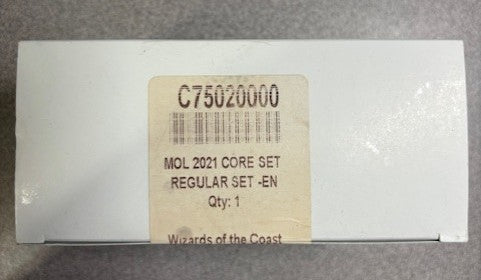 C75020000
MOL 2021 CORE SET
REGULAR SET -EN
Qty: 1
Wizards of the Coast